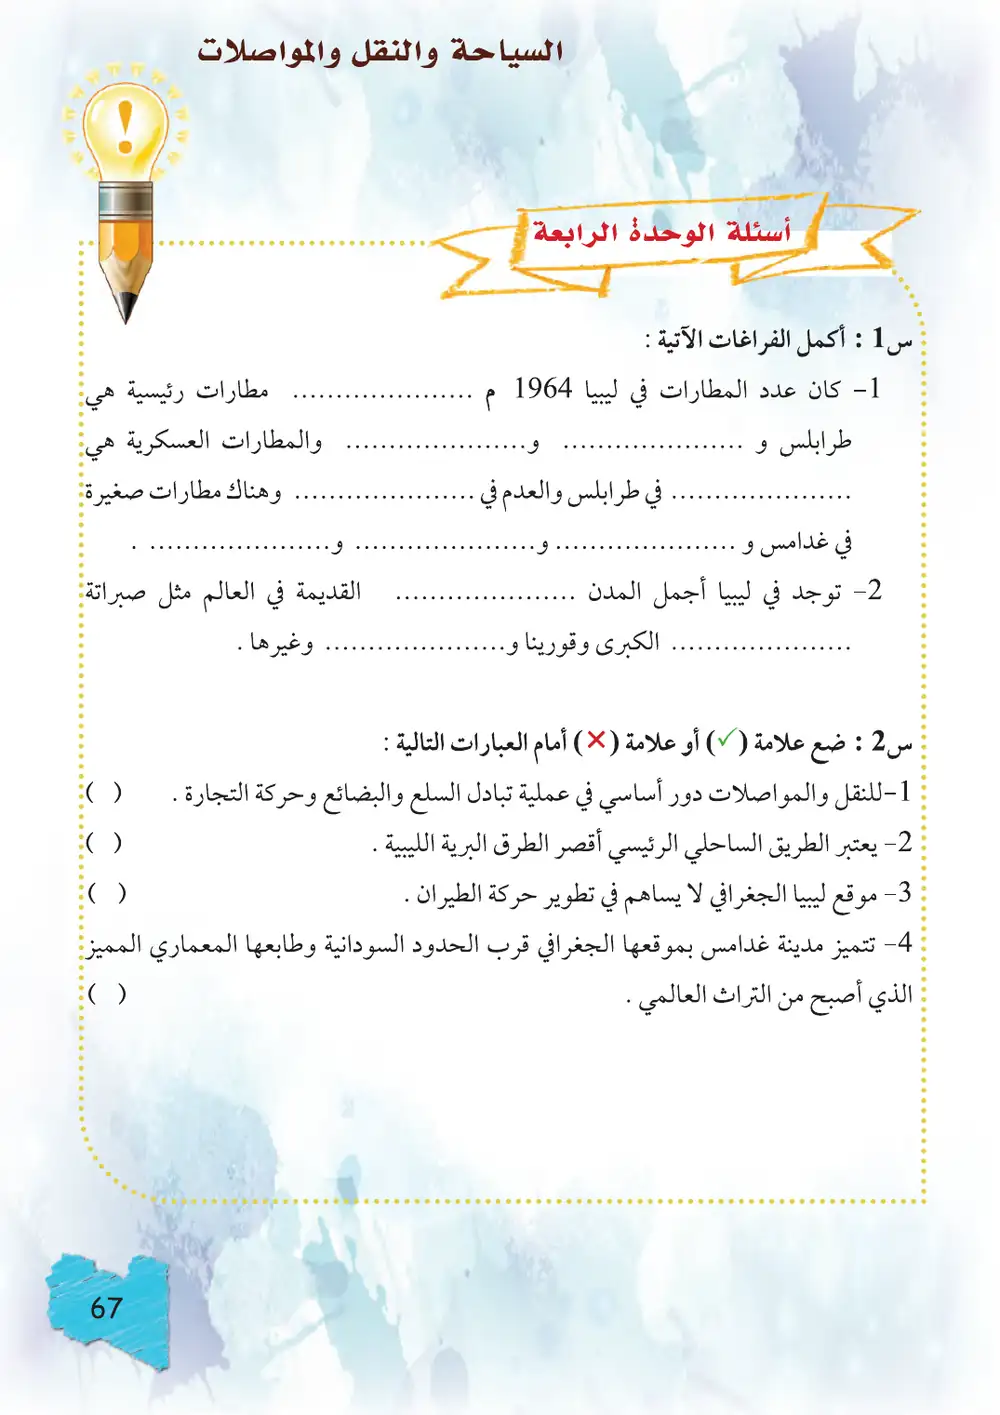 السياحة والنقل والمواصلات
أسئلة الوحدة الرابعة
س1 : أكمل الفراغات الآتية :
1- كان عدد المطارات في ليبيا 1964 م ..................... مطارات رئيسية هي
طرابلس و ..................... و..................... والمطارات العسكرية هي
..................... في طرابلس والعدم في ..................... وهناك مطارات صغيرة
في غدامس و ..................... و..................... و..................... .
2- توجد في ليبيا أجمل المدن ..................... القديمة في العالم مثل صبراتة
..................... الكبرى وقورينا و..................... وغيرها .
س2 : ضع علامة (✓) أو علامة (✗) أمام العبارات التالية :
1-للنقل والمواصلات دور أساسي في عملية تبادل السلع والبضائع وحركة التجارة . ( )
2- يعتبر الطريق الساحلي الرئيسي أقصر الطرق البرية الليبية . ( )
3- موقع ليبيا الجغرافي لا يساهم في تطوير حركة الطيران . ( )
4- تتميز مدينة غدامس بموقعها الجغرافي قرب الحدود السودانية وطابعها المعماري المميز
الذي أصبح من التراث العالمي . ( )
67